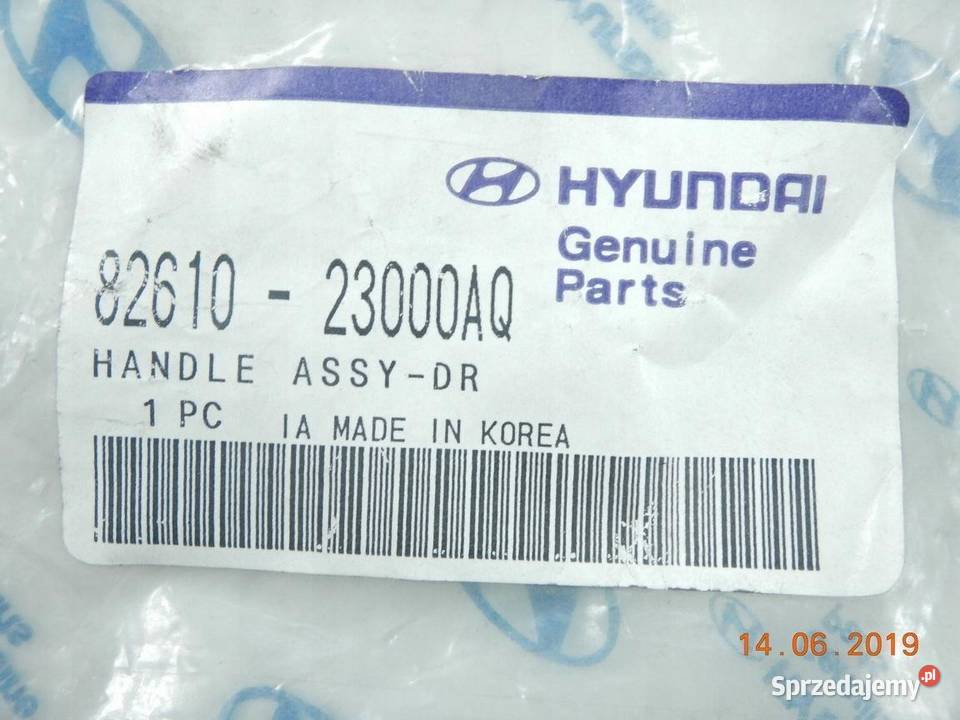 HYUNDAI
Genuine
Parts
82610 - 23000AQ
HANDLE ASSY-DR
1 PC IA MADE IN KOREA
14.06.2019
Sprzedajemy.pl